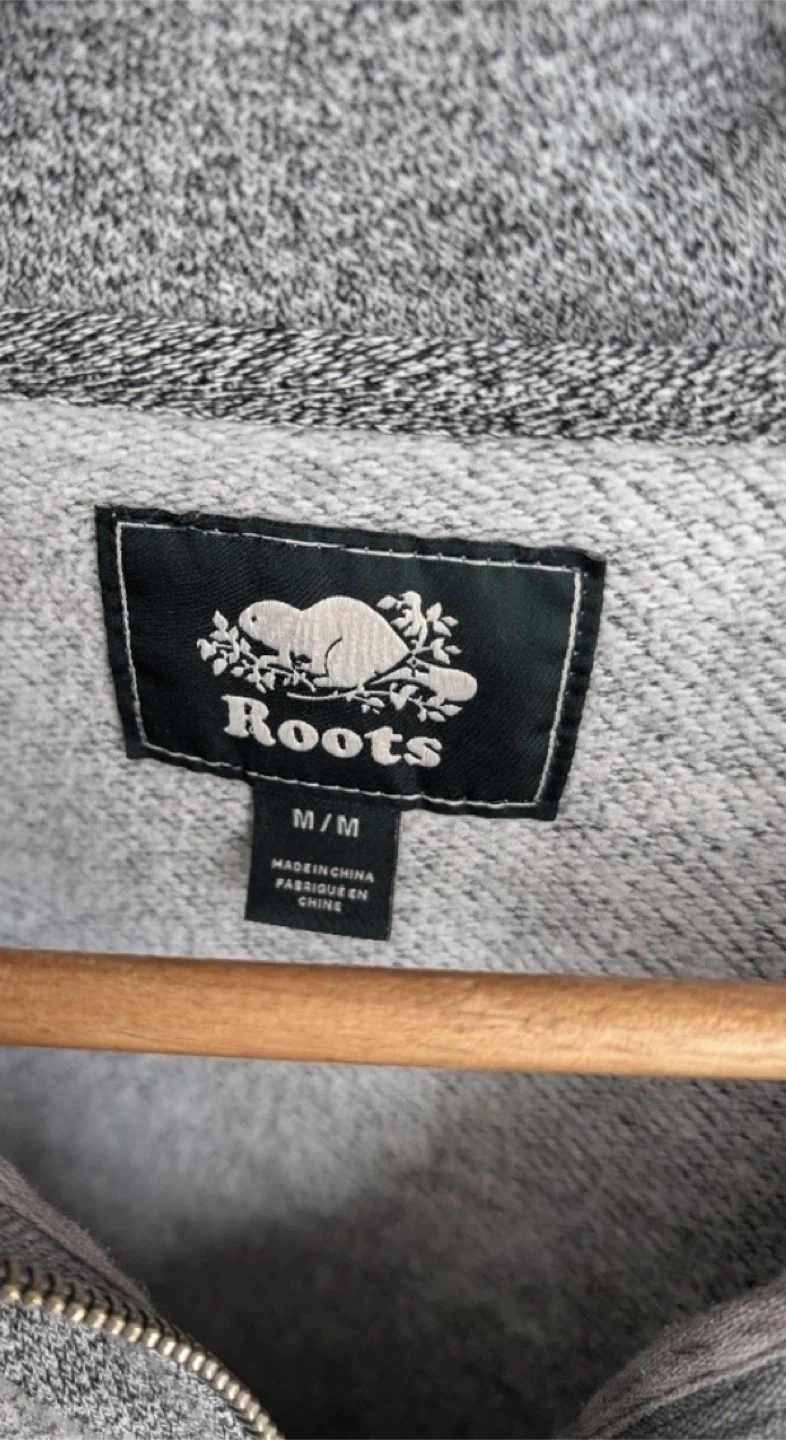 Roots
M/M
MADE IN CHINA
FABRIQUÉ EN
CHINE